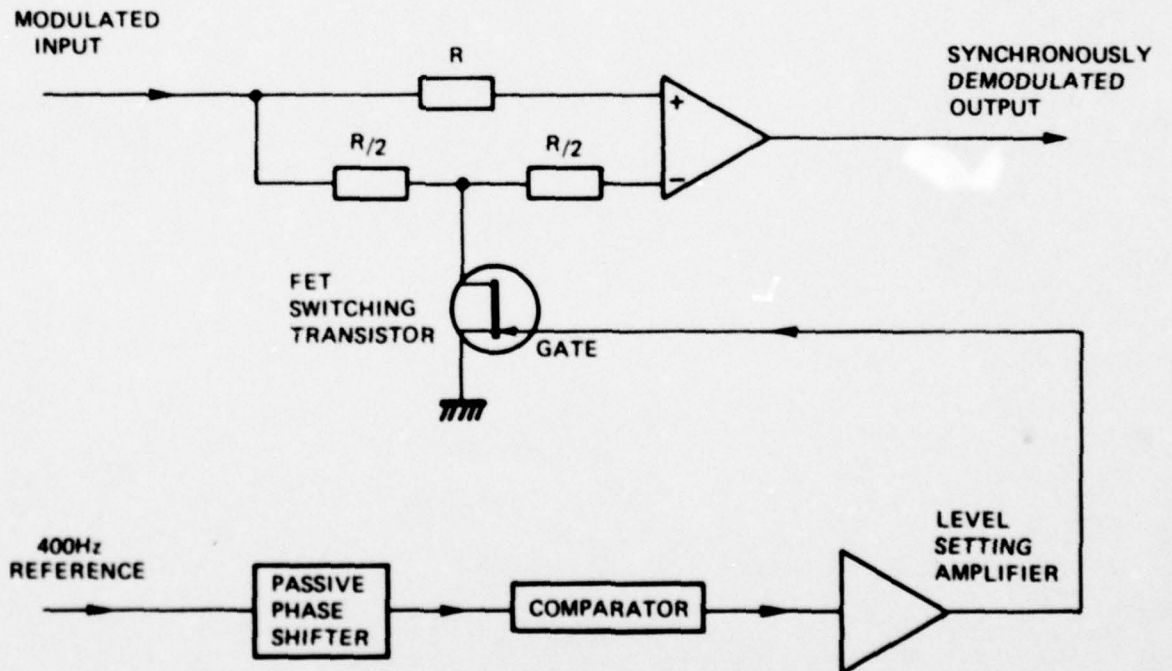 MODULATED
INPUT
SYNCHRONOUSLY
DEMODULATED
OUTPUT
R
+
R/2
R/2
−
FET
SWITCHING
TRANSISTOR
GATE
LEVEL
SETTING
AMPLIFIER
400Hz
REFERENCE
PASSIVE
PHASE
SHIFTER
COMPARATOR